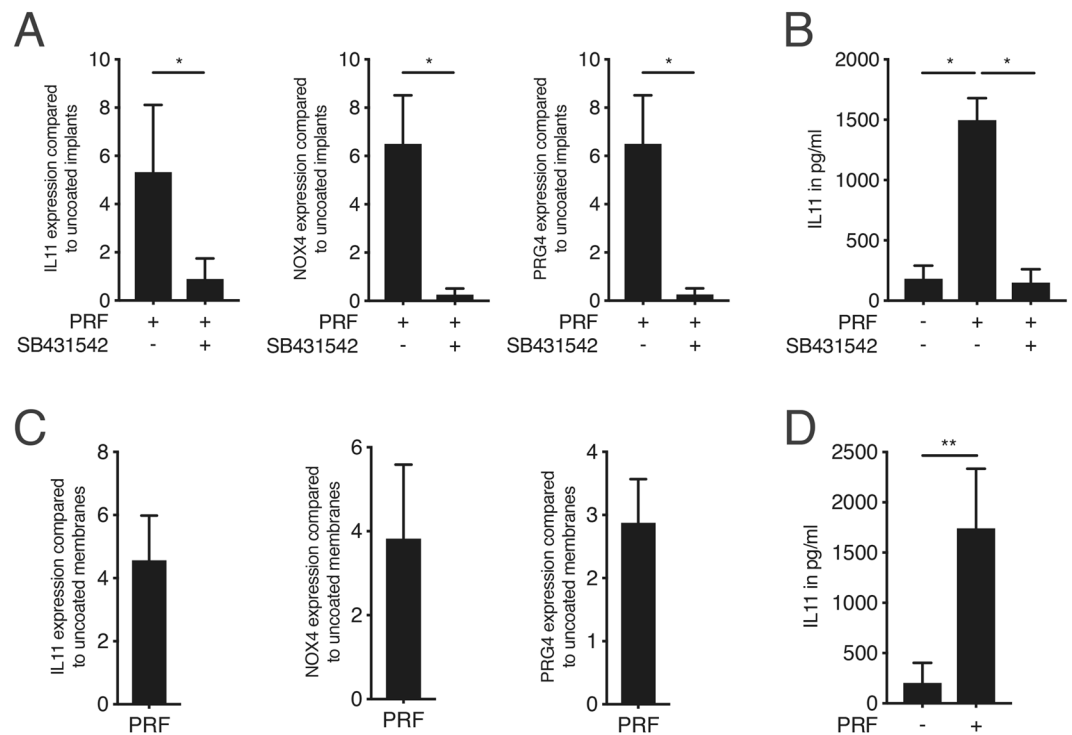 A
IL11 expression compared
to uncoated implants
10
8
6
4
2
0
*
PRF + +
SB431542 - +
NOX4 expression compared
to uncoated implants
10
8
6
4
2
0
*
PRF + +
SB431542 - +
PRG4 expression compared
to uncoated implants
10
8
6
4
2
0
*
PRF + +
SB431542 - +
B
IL11 in pg/ml
2000
1500
1000
500
0
* *
PRF - + +
SB431542 - - +
C
IL11 expression compared
to uncoated membranes
8
6
4
2
0
PRF
NOX4 expression compared
to uncoated membranes
6
4
2
0
PRF
PRG4 expression compared
to uncoated membranes
4
3
2
1
0
PRF
D
IL11 in pg/ml
2500
2000
1500
1000
500
0
**
PRF - +